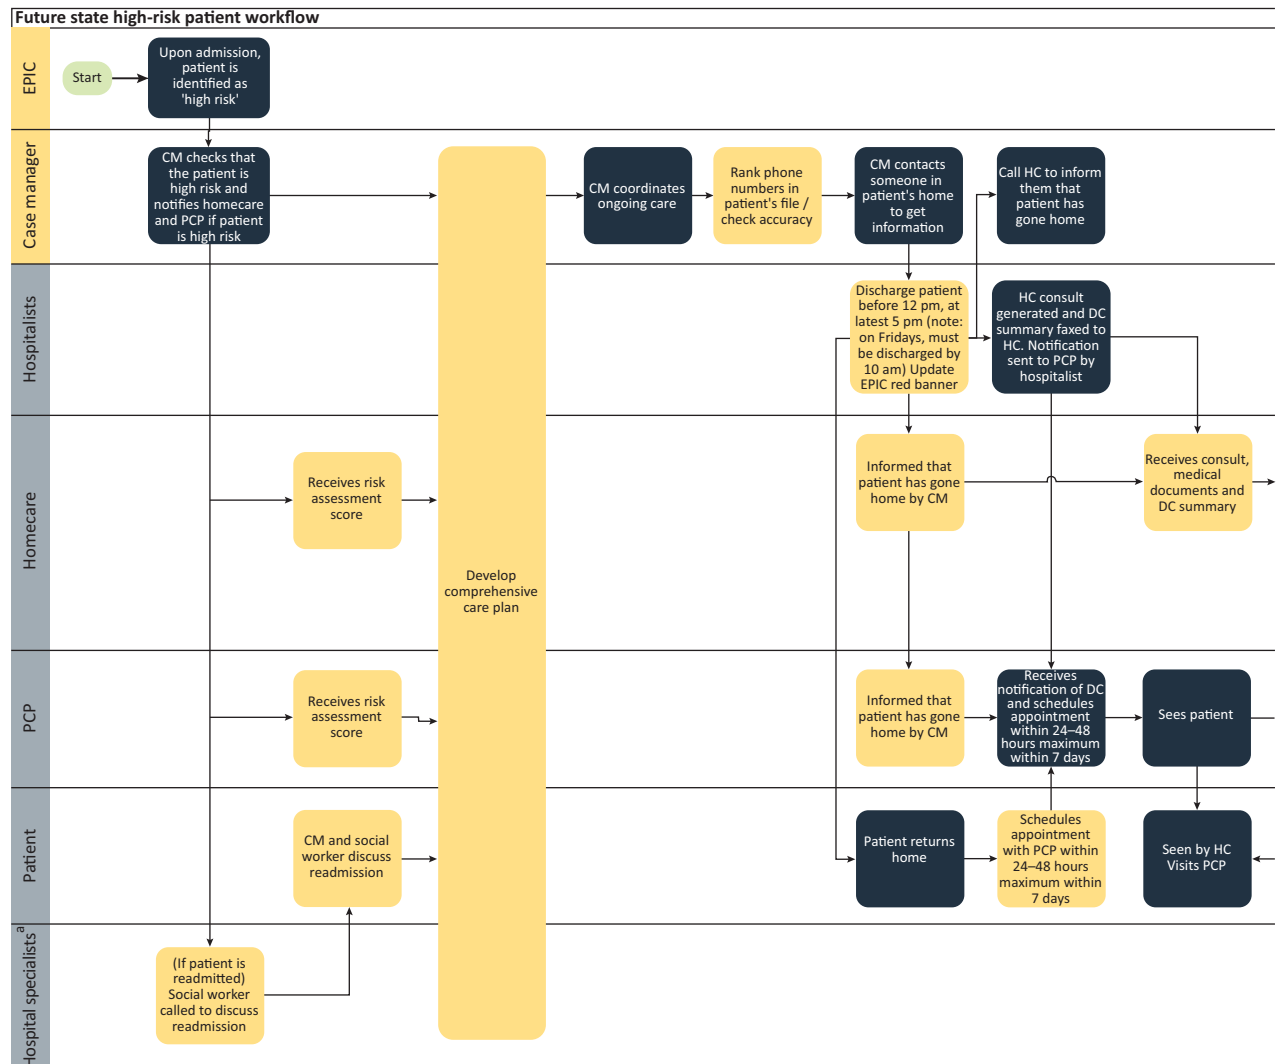 Future state high-risk patient workflow
EPIC
Start
Upon admission,
patient is
identified as
'high risk'
Case manager
CM checks that
the patient is
high risk and
notifies homecare
and PCP if patient
is high risk
CM coordinates
ongoing care
Rank phone
numbers in
patient's file /
check accuracy
CM contacts
someone in
patient's home
to get
information
Call HC to inform
them that
patient has
gone home
Hospitalists
Discharge patient
before 12 pm, at
latest 5 pm (note:
on Fridays, must
be discharged by
10 am) Update
EPIC red banner
HC consult
generated and DC
summary faxed to
HC. Notification
sent to PCP by
hospitalist
Homecare
Receives risk
assessment
score
Develop
comprehensive
care plan
Informed that
patient has gone
home by CM
Receives consult,
medical
documents and
DC summary
PCP
Receives risk
assessment
score
Informed that
patient has gone
home by CM
Receives
notification of DC
and schedules
appointment
within 24–48
hours maximum
within 7 days
Sees patient
Patient
CM and social
worker discuss
readmission
Patient returns
home
Schedules
appointment
with PCP within
24–48 hours
maximum within
7 days
Seen by HC
Visits PCP
Hospital specialistsª
(If patient is
readmitted)
Social worker
called to discuss
readmission